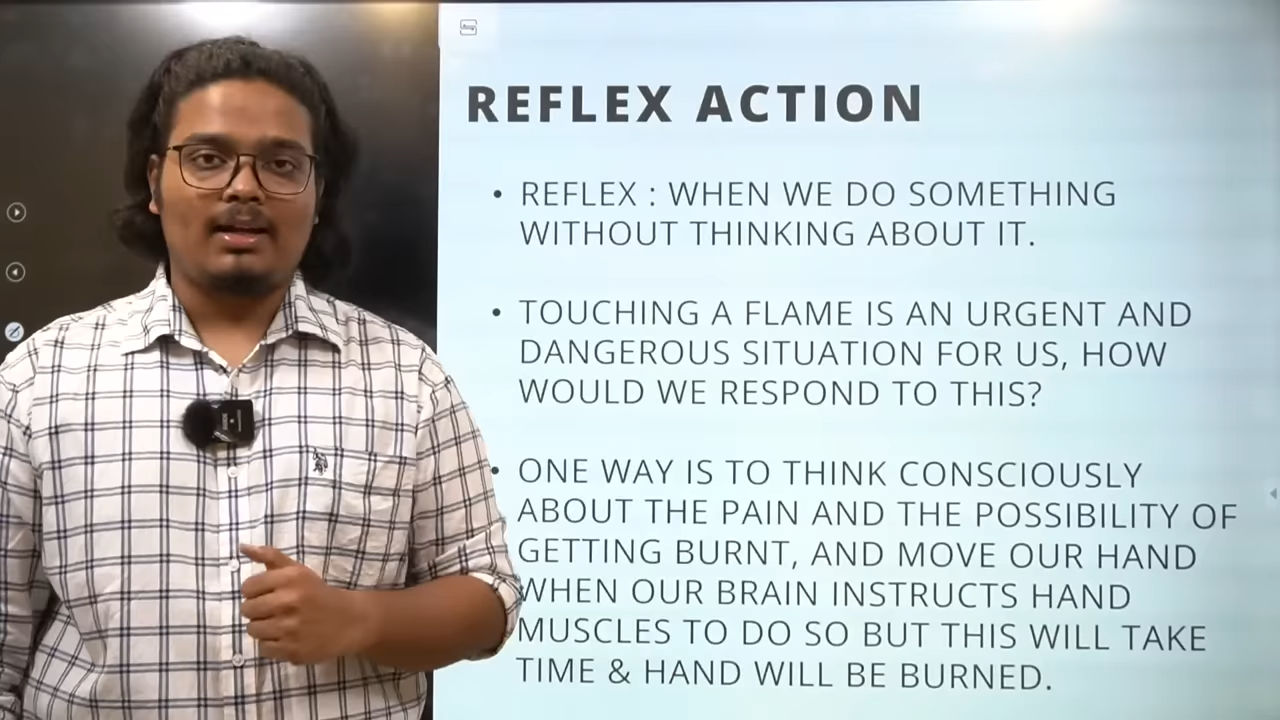 REFLEX ACTION
• REFLEX : WHEN WE DO SOMETHING
WITHOUT THINKING ABOUT IT.
• TOUCHING A FLAME IS AN URGENT AND
DANGEROUS SITUATION FOR US, HOW
WOULD WE RESPOND TO THIS?
• ONE WAY IS TO THINK CONSCIOUSLY
ABOUT THE PAIN AND THE POSSIBILITY OF
GETTING BURNT, AND MOVE OUR HAND
WHEN OUR BRAIN INSTRUCTS HAND
MUSCLES TO DO SO BUT THIS WILL TAKE
TIME & HAND WILL BE BURNED.